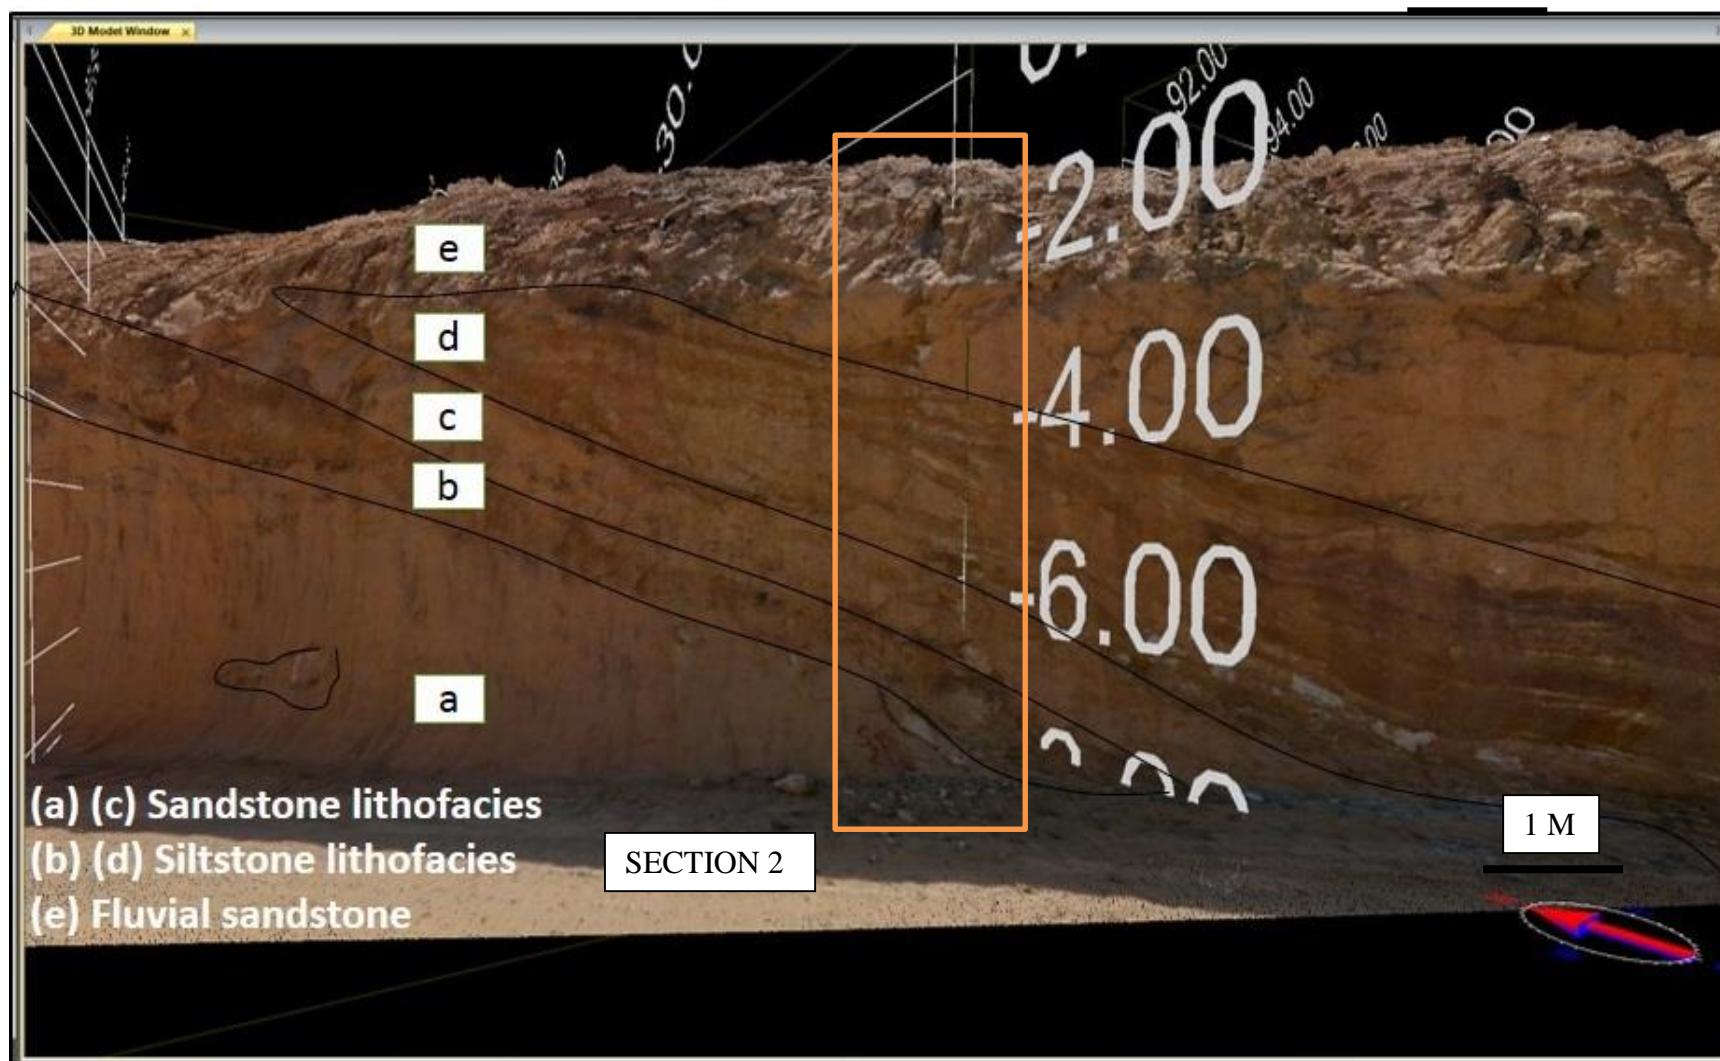 3D Model Window
-30.0
92.00
94.00
00
-2.00
e
d
-4.00
c
b
-6.00
a
(a) (c) Sandstone lithofacies
1 M
(b) (d) Siltstone lithofacies
SECTION 2
(e) Fluvial sandstone